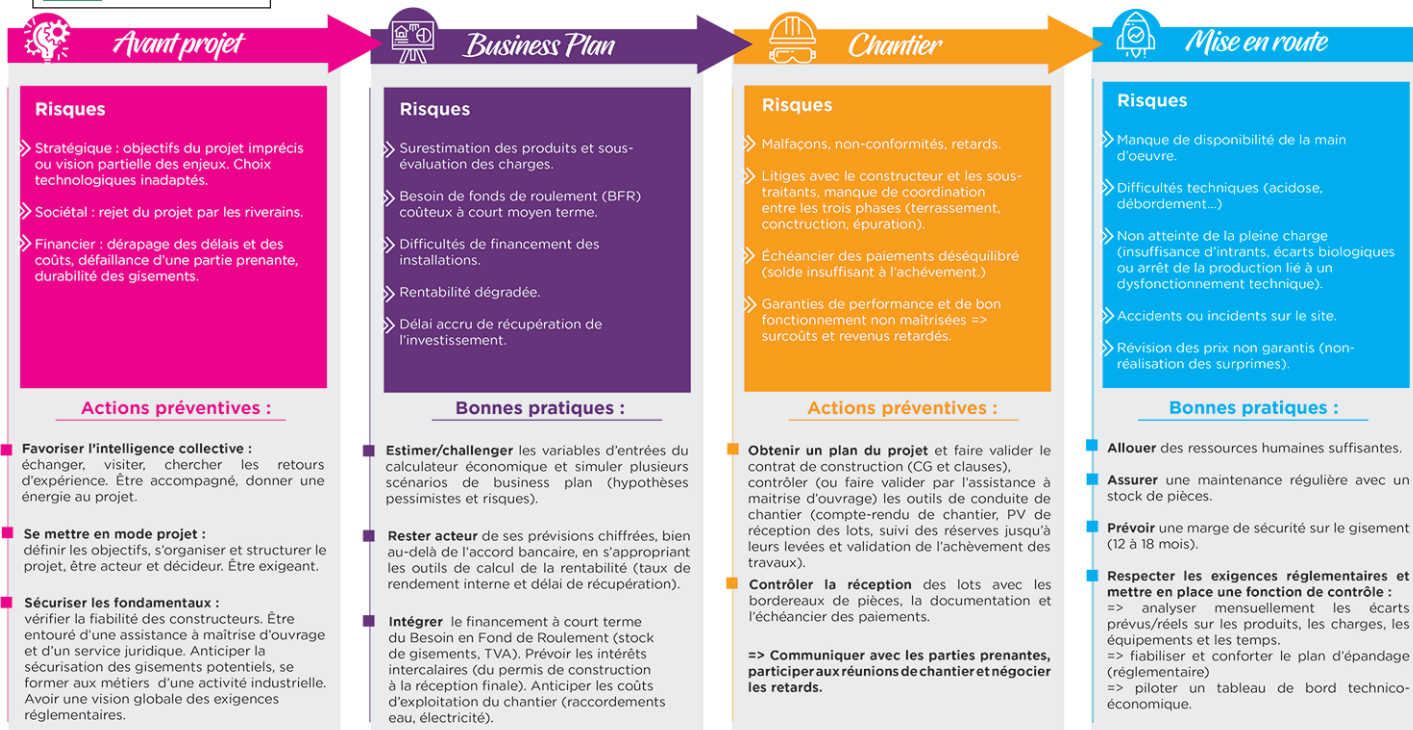 Avant projet
Risques
Stratégique : objectifs du projet imprécis
ou vision partielle des enjeux. Choix
technologiques inadaptés.
Sociétal : rejet du projet par les riverains.
Financier : dérapage des délais et des
coûts, défaillance d'une partie prenante,
durabilité des gisements.
Actions préventives :
Favoriser l'intelligence collective :
échanger, visiter, chercher les retours
d'expérience. Être accompagné, donner une
énergie au projet.
Se mettre en mode projet :
définir les objectifs, s'organiser et structurer le
projet, être acteur et décideur. Être exigeant.
Sécuriser les fondamentaux :
vérifier la fiabilité des constructeurs. Être
entouré d'une assistance à maîtrise d'ouvrage
et d'un service juridique. Anticiper la
sécurisation des gisements potentiels, se
former aux métiers d'une activité industrielle.
Avoir une vision globale des exigences
réglementaires.
Business Plan
Risques
Surestimation des produits et sous-
évaluation des charges.
Besoin de fonds de roulement (BFR)
coûteux à court moyen terme.
Difficultés de financement des
installations.
Rentabilité dégradée.
Délai accru de récupération de
l'investissement.
Bonnes pratiques :
Estimer/challenger les variables d'entrées du
calculateur économique et simuler plusieurs
scénarios de business plan (hypothèses
pessimistes et risques).
Rester acteur de ses prévisions chiffrées, bien
au-delà de l'accord bancaire, en s'appropriant
les outils de calcul de la rentabilité (taux de
rendement interne et délai de récupération).
Intégrer le financement à court terme
du Besoin en Fond de Roulement (stock
de gisements, TVA). Prévoir les intérêts
intercalaires (du permis de construction
à la réception finale). Anticiper les coûts
d'exploitation du chantier (raccordements
eau, électricité).
Chantier
Risques
Malfaçons, non-conformités, retards.
Litiges avec le constructeur et les sous-
traitants, manque de coordination
entre les trois phases (terrassement,
conctruction, épuration).
Échéancier des paiements déséquilibré
(solde insuffisant à l'achévement.)
Garanties de performance et de bon
fonctionnement non maîtrisées =>
surcoûts et revenus retardés.
Actions préventives :
Obtenir un plan du projet et faire valider le
contrat de construction (CG et clauses),
contrôler (ou faire valider par l'assistance à
maitrise d'ouvrage) les outils de conduite de
chantier (compte-rendu de chantier, PV de
réception des lots, suivi des réserves jusqu'à
leurs levées et validation de l'achèvement des
travaux).
Contrôler la réception des lots avec les
bordereaux de pièces, la documentation et
l'échéancier des paiements.
=> Communiquer avec les parties prenantes,
participer aux réunions de chantier et négocier
les retards.
Mise en route
Risques
Manque de disponibilité de la main
d'oeuvre.
Difficultés techniques (acidose,
débordement...)
Non atteinte de la pleine charge
(insuffisance d'intrants, écarts biologiques
ou arrêt de la production lié à un
dysfonctionnement technique).
Accidents ou incidents sur le site.
Révision des prix non garantis (non-
réalisation des surprimes).
Bonnes pratiques :
Allouer des ressources humaines suffisantes.
Assurer une maintenance régulière avec un
stock de pièces.
Prévoir une marge de sécurité sur le gisement
(12 à 18 mois).
Respecter les exigences réglementaires et
mettre en place une fonction de contrôle :
=> analyser mensuellement les écarts
prévus/réels sur les produits, les charges, les
équipements et les temps.
=> fiabiliser et conforter le plan d'épandage
(réglementaire)
=> piloter un tableau de bord technico-
économique.